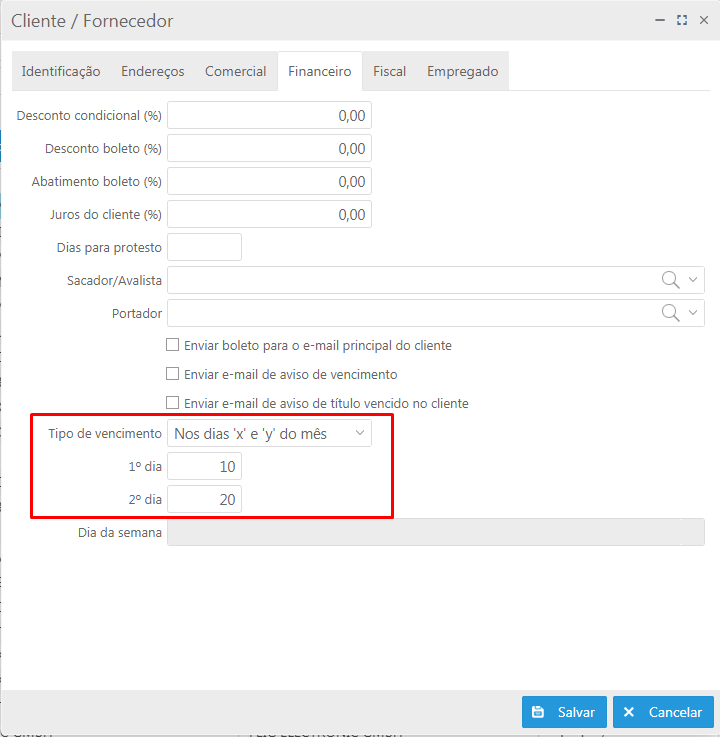 Cliente / Fornecedor
Identificação Endereços Comercial Financeiro Fiscal Empregado
Desconto condicional (%) 0,00
Desconto boleto (%) 0,00
Abatimento boleto (%) 0,00
Juros do cliente (%) 0,00
Dias para protesto
Sacador/Avalista
Portador
Enviar boleto para o e-mail principal do cliente
Enviar e-mail de aviso de vencimento
Enviar e-mail de aviso de título vencido no cliente
Tipo de vencimento Nos dias 'x' e 'y' do mês
1º dia 10
2º dia 20
Dia da semana
Salvar Cancelar